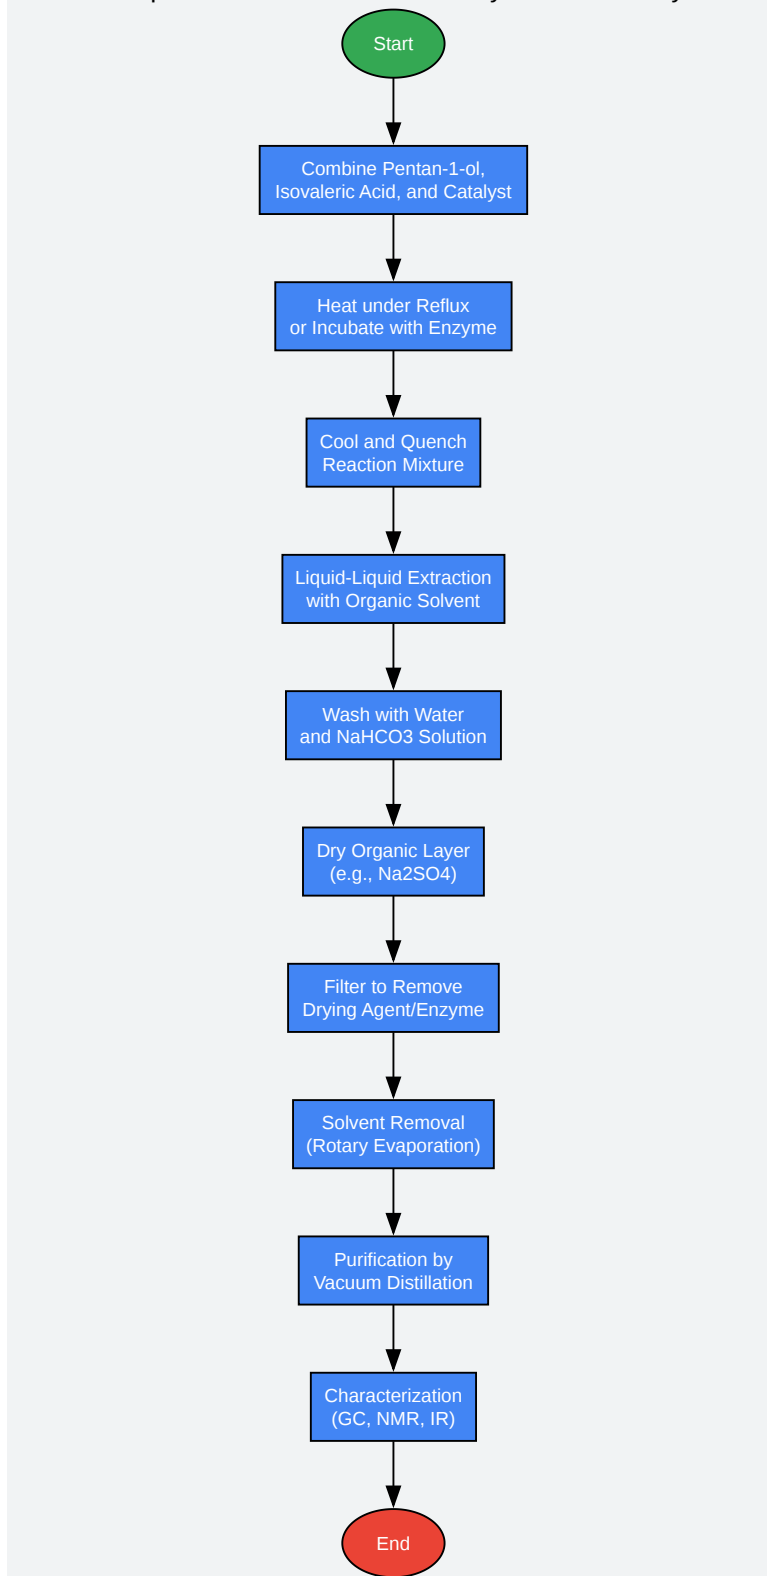 Start
Combine Pentan-1-ol,
Isovaleric Acid, and Catalyst
Heat under Reflux
or Incubate with Enzyme
Cool and Quench
Reaction Mixture
Liquid-Liquid Extraction
with Organic Solvent
Wash with Water
and NaHCO3 Solution
Dry Organic Layer
(e.g., Na2SO4)
Filter to Remove
Drying Agent/Enzyme
Solvent Removal
(Rotary Evaporation)
Purification by
Vacuum Distillation
Characterization
(GC, NMR, IR)
End